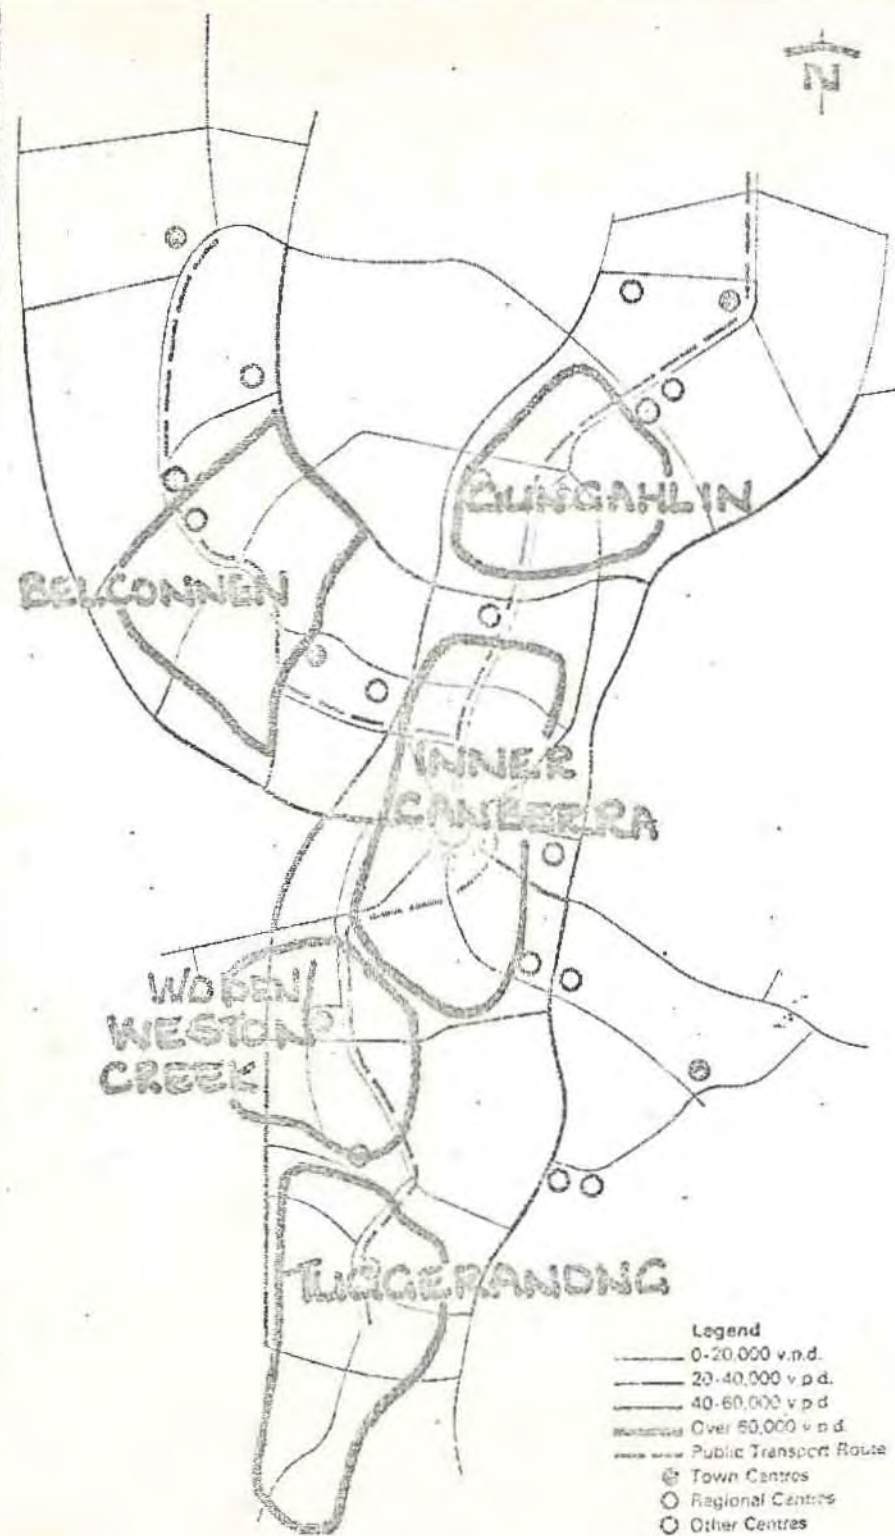 N
GUNGAHLIN
BELCONNEN
INNER
CANBERRA
WODEN/
WESTON
CREEK
TUGGERANONG
Legend
0-20,000 v.p.d.
20-40,000 v.p.d.
40-60,000 v.p.d
Over 60,000 v.p.d.
Public Transport Route
Town Centres
Regional Centres
Other Centres